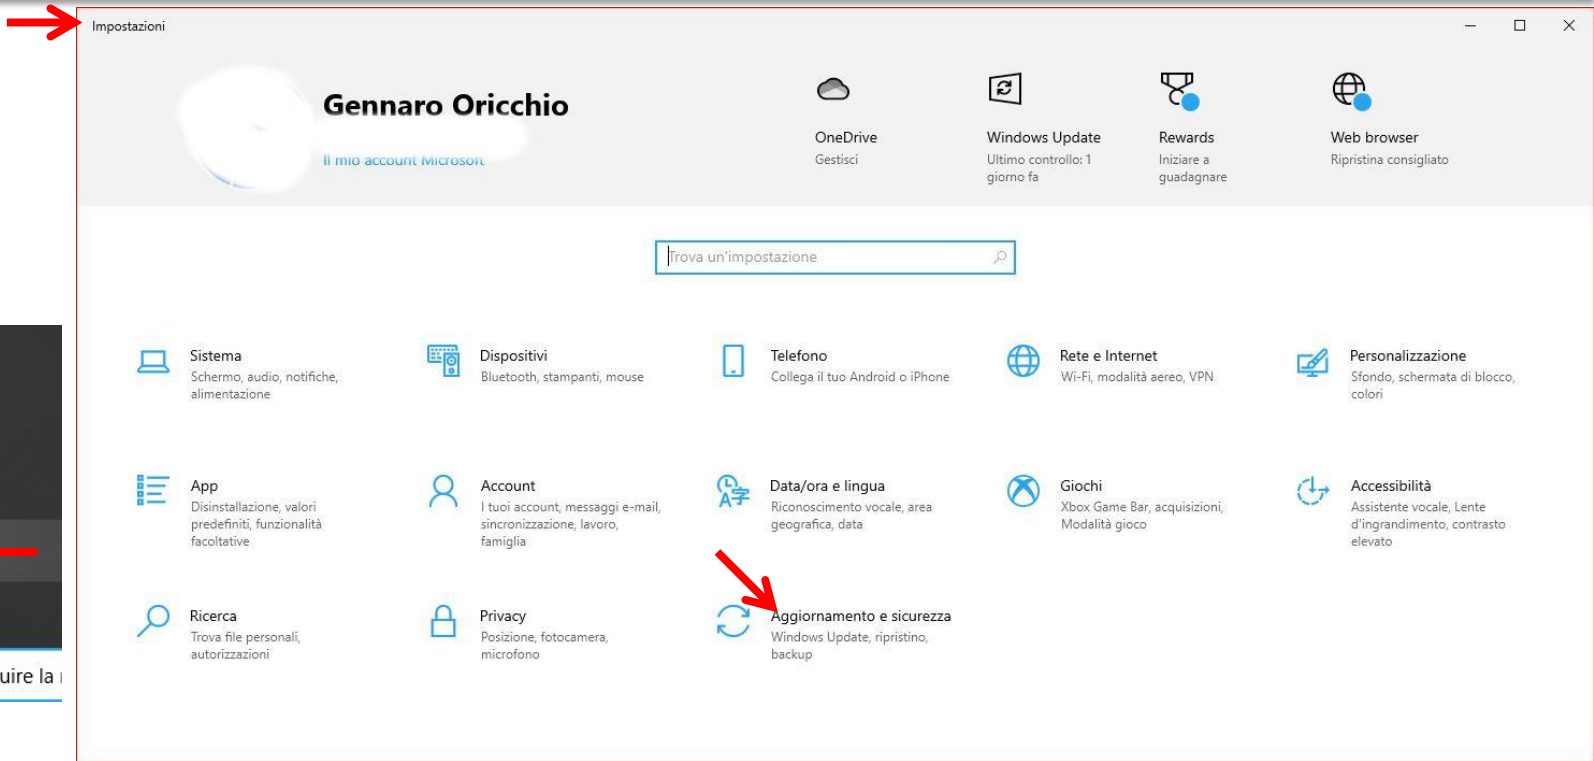 Impostazioni
Gennaro Oricchio
Il mio account Microsoft
OneDrive
Gestisci
Windows Update
Ultimo controllo: 1
giorno fa
Rewards
Iniziare a
guadagnare
Web browser
Ripristina consigliato
Trova un'impostazione
Sistema
Schermo, audio, notifiche,
alimentazione
Dispositivi
Bluetooth, stampanti, mouse
Telefono
Collega il tuo Android o iPhone
Rete e Internet
Wi-Fi, modalità aereo, VPN
Personalizzazione
Sfondo, schermata di blocco,
colori
App
Disinstallazione, valori
predefiniti, funzionalità
facoltative
Account
I tuoi account, messaggi e-mail,
sincronizzazione, lavoro,
famiglia
Data/ora e lingua
Riconoscimento vocale, area
geografica, data
Giochi
Xbox Game Bar, acquisizioni,
Modalità gioco
Accessibilità
Assistente vocale, Lente
d'ingrandimento, contrasto
elevato
Ricerca
Trova file personali,
autorizzazioni
Privacy
Posizione, fotocamera,
microfono
Aggiornamento e sicurezza
Windows Update, ripristino,
backup
uire la